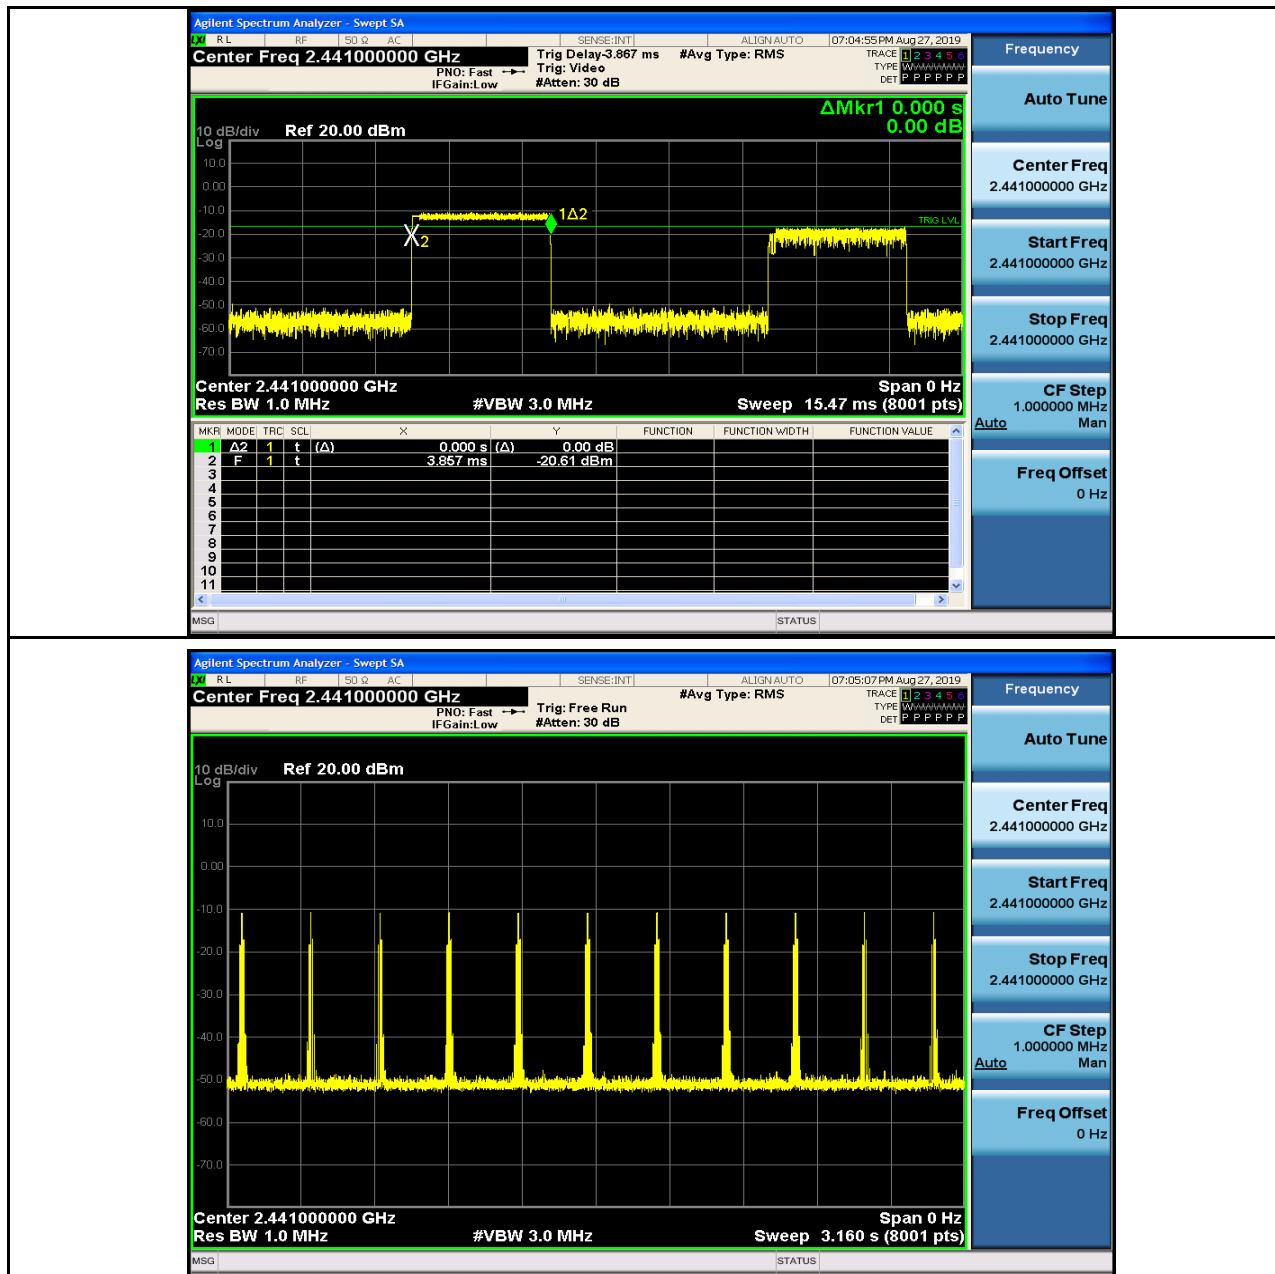 Agilent Spectrum Analyzer - Swept SA
LXI RL RF 50 Ω AC SENSE:INT ALIGN AUTO 07:04:55 PM Aug 27, 2019
Center Freq 2.441000000 GHz
PNO: Fast
IFGain:Low
Trig Delay-3.867 ms
Trig: Video
#Atten: 30 dB
#Avg Type: RMS
TRACE 1 2 3 4 5 6
TYPE WWWWWW
DET P P P P P P
ΔMkr1 0.000 s
0.00 dB
10 dB/div Ref 20.00 dBm
Log
10.0
0.00
-10.0
-20.0
-30.0
-40.0
-50.0
-60.0
-70.0
1Δ2
2
TRIG LVL
Center 2.441000000 GHz Span 0 Hz
Res BW 1.0 MHz #VBW 3.0 MHz Sweep 15.47 ms (8001 pts)
MKR MODE TRC SCL X Y FUNCTION FUNCTION WIDTH FUNCTION VALUE
1 Δ2 1 t (Δ) 0.000 s (Δ) 0.00 dB
2 F 1 t 3.857 ms -20.61 dBm
3
4
5
6
7
8
9
10
11
MSG STATUS
Frequency
Auto Tune
Center Freq
2.441000000 GHz
Start Freq
2.441000000 GHz
Stop Freq
2.441000000 GHz
CF Step
1.000000 MHz
Auto Man
Freq Offset
0 Hz
Agilent Spectrum Analyzer - Swept SA
LXI RL RF 50 Ω AC SENSE:INT ALIGN AUTO 07:05:07 PM Aug 27, 2019
Center Freq 2.441000000 GHz
PNO: Fast
IFGain:Low
Trig: Free Run
#Atten: 30 dB
#Avg Type: RMS
TRACE 1 2 3 4 5 6
TYPE WWWWWW
DET P P P P P P
10 dB/div Ref 20.00 dBm
Log
10.0
0.00
-10.0
-20.0
-30.0
-40.0
-50.0
-60.0
-70.0
Center 2.441000000 GHz Span 0 Hz
Res BW 1.0 MHz #VBW 3.0 MHz Sweep 3.160 s (8001 pts)
MSG STATUS
Frequency
Auto Tune
Center Freq
2.441000000 GHz
Start Freq
2.441000000 GHz
Stop Freq
2.441000000 GHz
CF Step
1.000000 MHz
Auto Man
Freq Offset
0 Hz